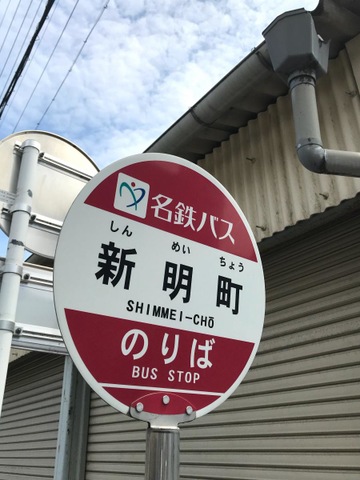 名鉄バス
しん めい ちょう
新明町
SHIMMEI-CHŌ
のりば
BUS STOP